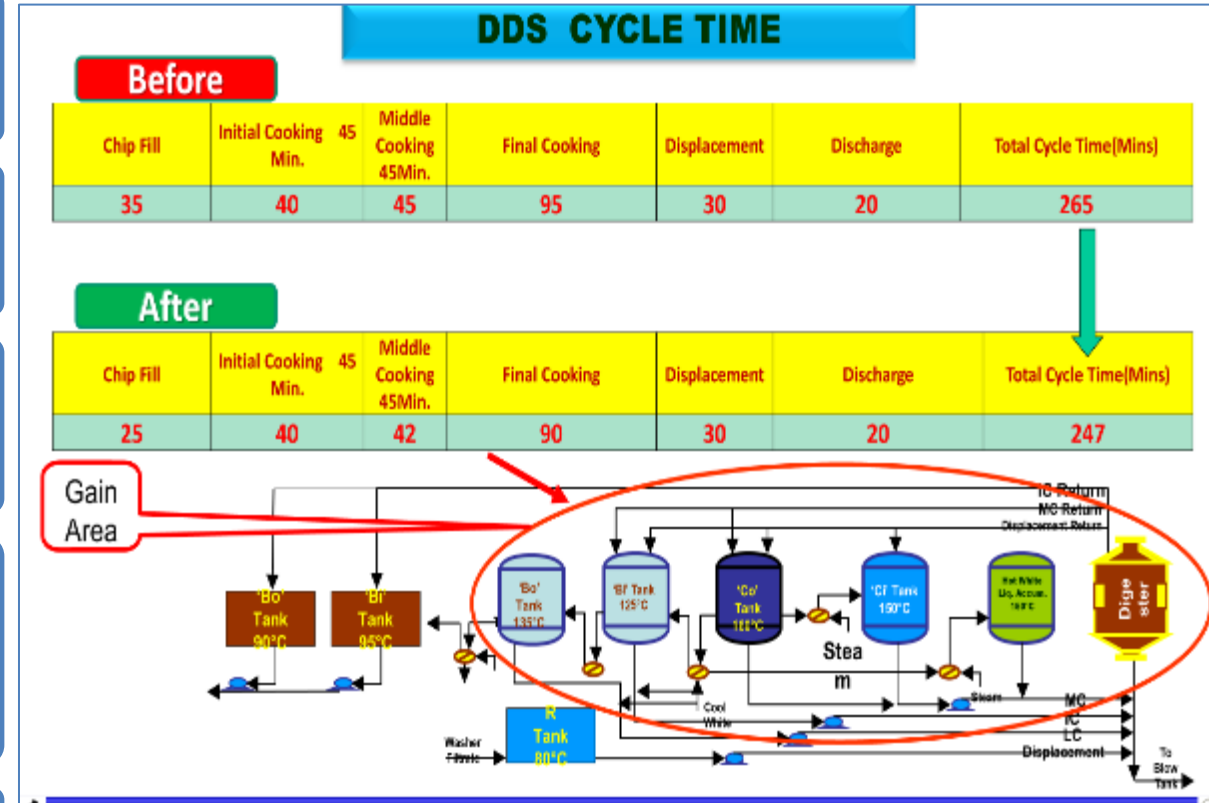 DDS CYCLE TIME
Before
Chip Fill
Initial Cooking 45
Min.
Middle
Cooking
45Min.
Final Cooking
Displacement
Discharge
Total Cycle Time(Mins)
35 40 45 95 30 20 265
After
Chip Fill
Initial Cooking 45
Min.
Middle
Cooking
45Min.
Final Cooking
Displacement
Discharge
Total Cycle Time(Mins)
25 40 42 90 30 20 247
Gain
Area
IC Return
MC Return
Displacement Return
'Bo'
Tank
90°C
'Bi'
Tank
95°C
'Bo'
Tank
135°C
'Bi' Tank
125°C
'Co'
Tank
'Ci' Tank
150°C
Hot White
Liq. Accum.
Dige
ster
Stea
m
Steam
Cool
White
R
Tank
80°C
Washer
Filtrate
MC
IC
LC
Displacement
To
Blow
Tank